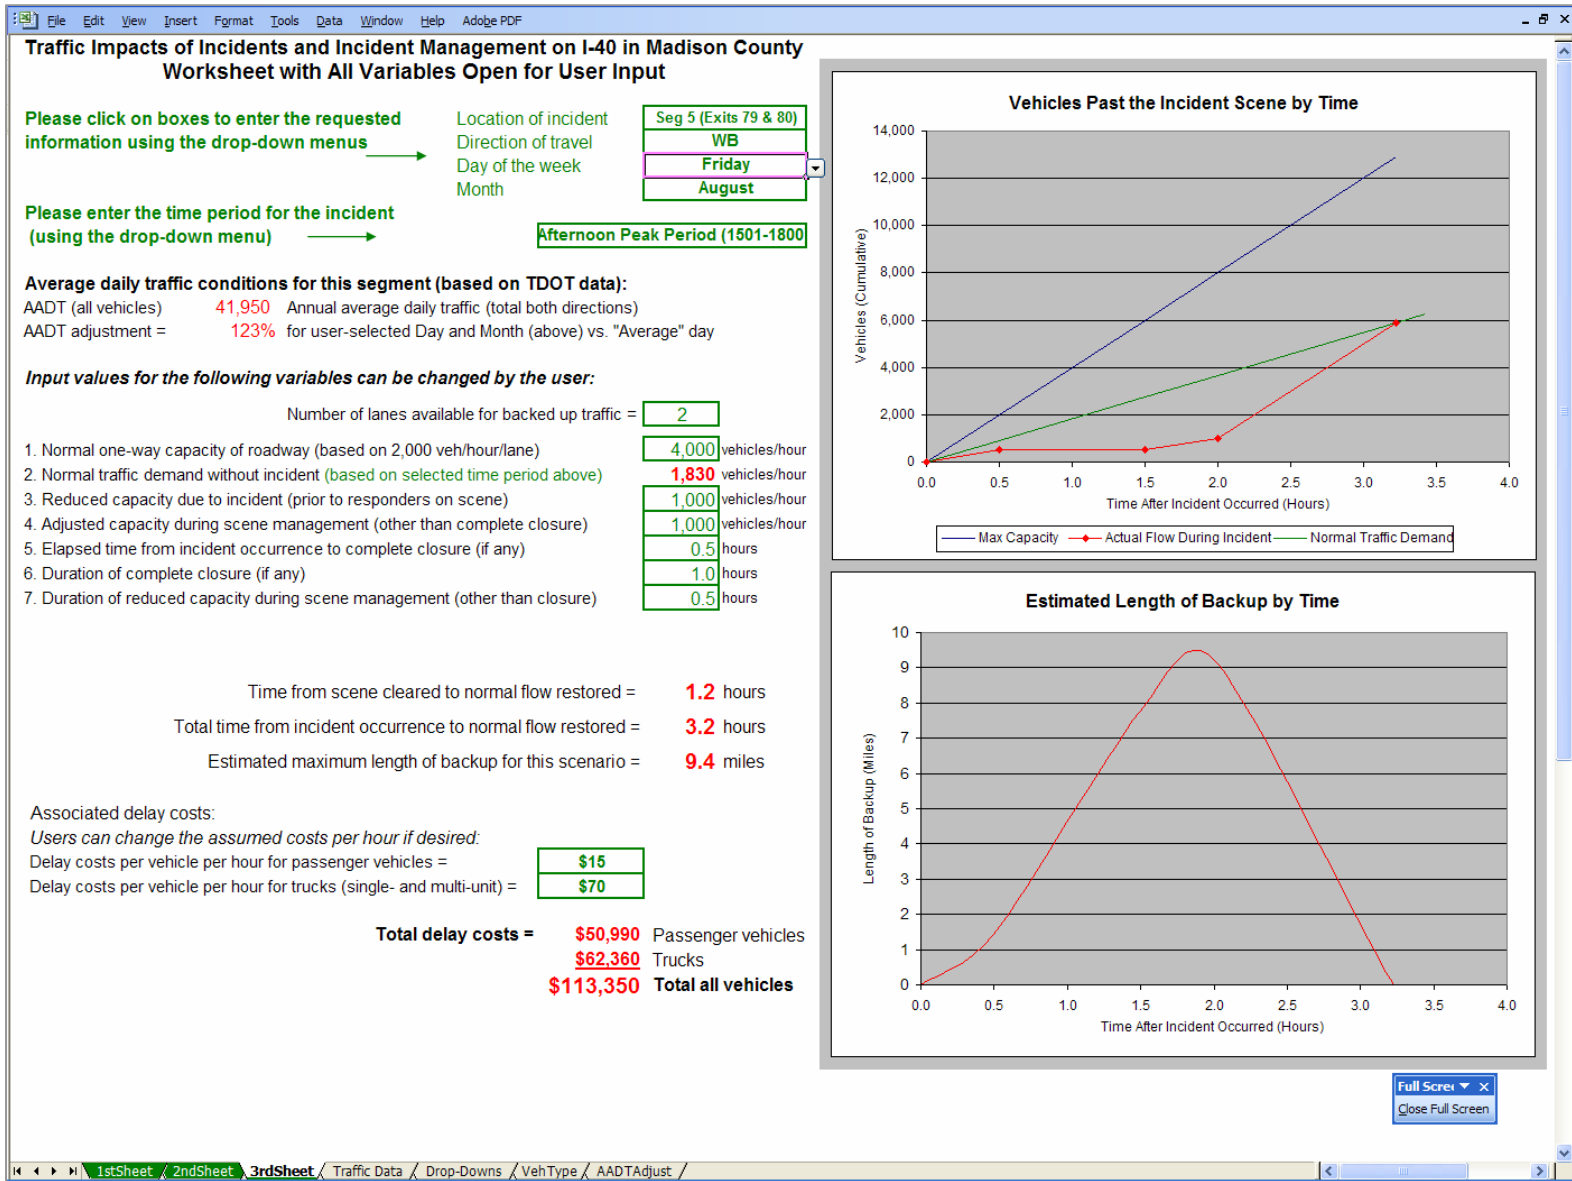 File Edit View Insert Format Tools Data Window Help Adobe PDF
Traffic Impacts of Incidents and Incident Management on I-40 in Madison County
Worksheet with All Variables Open for User Input
Please click on boxes to enter the requested
information using the drop-down menus
Location of incident Seg 5 (Exits 79 & 80)
Direction of travel WB
Day of the week Friday
Month August
Please enter the time period for the incident
(using the drop-down menu) Afternoon Peak Period (1501-1800
Average daily traffic conditions for this segment (based on TDOT data):
AADT (all vehicles) 41,950 Annual average daily traffic (total both directions)
AADT adjustment = 123% for user-selected Day and Month (above) vs. "Average" day
Input values for the following variables can be changed by the user:
Number of lanes available for backed up traffic = 2
1. Normal one-way capacity of roadway (based on 2,000 veh/hour/lane) 4,000 vehicles/hour
2. Normal traffic demand without incident (based on selected time period above) 1,830 vehicles/hour
3. Reduced capacity due to incident (prior to responders on scene) 1,000 vehicles/hour
4. Adjusted capacity during scene management (other than complete closure) 1,000 vehicles/hour
5. Elapsed time from incident occurrence to complete closure (if any) 0.5 hours
6. Duration of complete closure (if any) 1.0 hours
7. Duration of reduced capacity during scene management (other than closure) 0.5 hours
Time from scene cleared to normal flow restored = 1.2 hours
Total time from incident occurrence to normal flow restored = 3.2 hours
Estimated maximum length of backup for this scenario = 9.4 miles
Associated delay costs:
Users can change the assumed costs per hour if desired:
Delay costs per vehicle per hour for passenger vehicles = $15
Delay costs per vehicle per hour for trucks (single- and multi-unit) = $70
Total delay costs = $50,990 Passenger vehicles
$62,360 Trucks
$113,350 Total all vehicles
Vehicles Past the Incident Scene by Time
Vehicles (Cumulative)
14,000
12,000
10,000
8,000
6,000
4,000
2,000
0
0.0 0.5 1.0 1.5 2.0 2.5 3.0 3.5 4.0
Time After Incident Occurred (Hours)
Max Capacity Actual Flow During Incident Normal Traffic Demand
Estimated Length of Backup by Time
Length of Backup (Miles)
10
9
8
7
6
5
4
3
2
1
0
0.0 0.5 1.0 1.5 2.0 2.5 3.0 3.5 4.0
Time After Incident Occurred (Hours)
Full Scre
Close Full Screen
1stSheet 2ndSheet 3rdSheet Traffic Data Drop-Downs VehType AADTAdjust